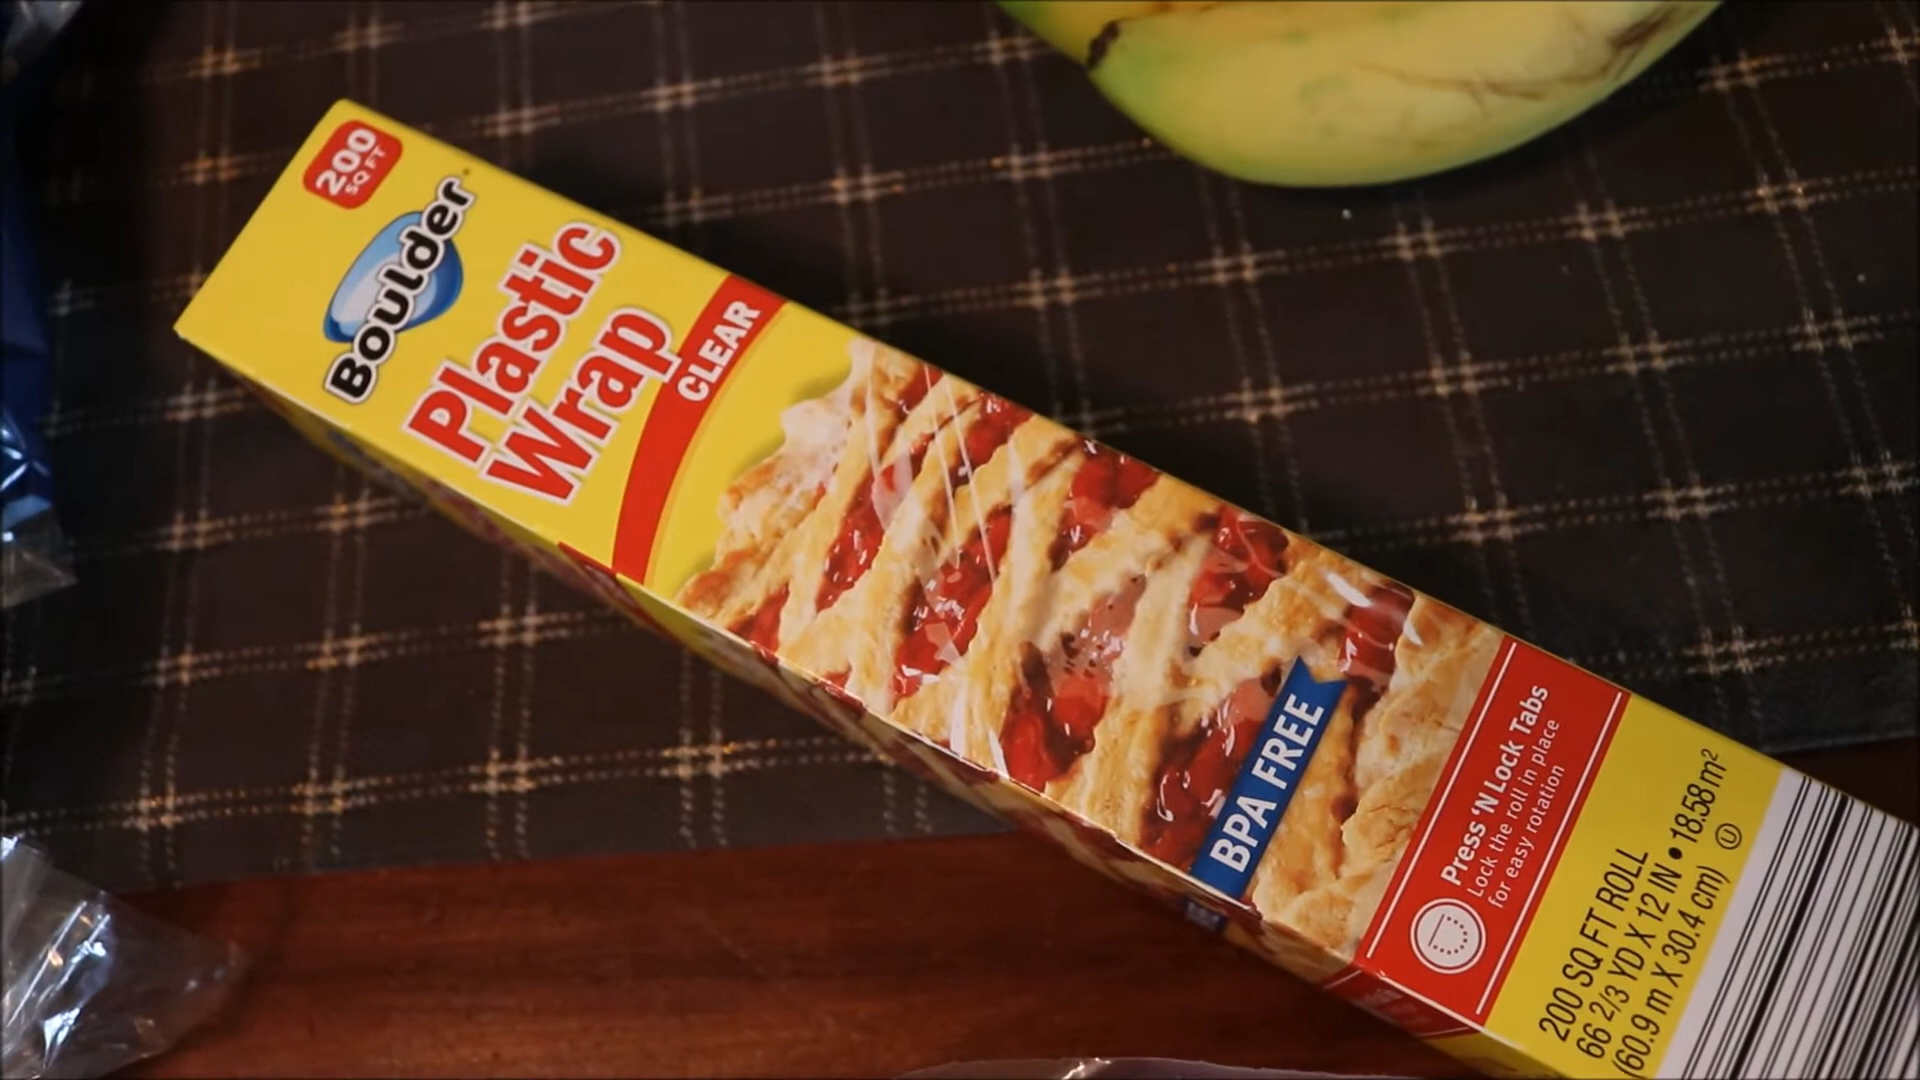 200
SQ FT
Boulder
Plastic
Wrap
CLEAR
BPA FREE
Press 'N Lock Tabs
Lock the roll in place
for easy rotation
200 SQ FT ROLL
66 2/3 YD X 12 IN • 18.58 m²
(60.9 m X 30.4 cm) Ⓤ